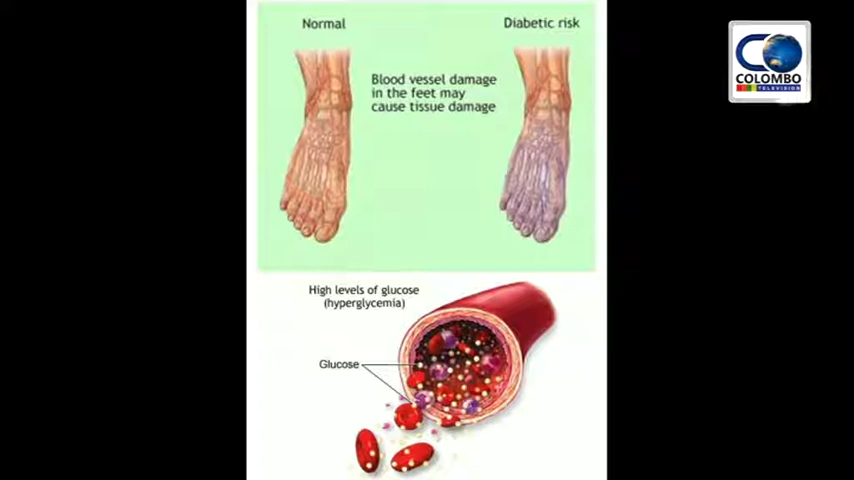 Normal
Diabetic risk
Blood vessel damage
in the feet may
cause tissue damage
High levels of glucose
(hyperglycemia)
Glucose
COLOMBO
TELEVISION